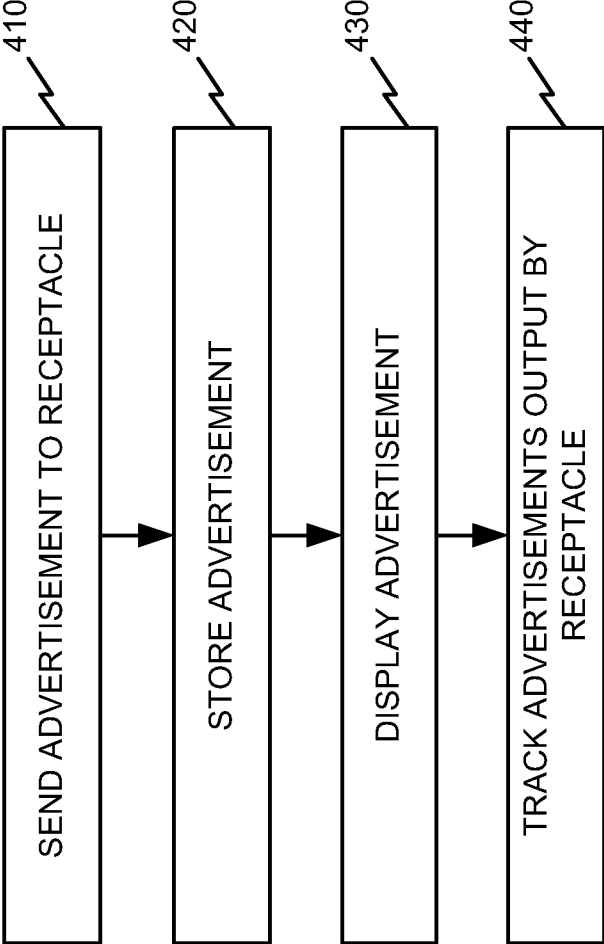 410
SEND ADVERTISEMENT TO RECEPTACLE
420
STORE ADVERTISEMENT
430
DISPLAY ADVERTISEMENT
440
TRACK ADVERTISEMENTS OUTPUT BY
RECEPTACLE